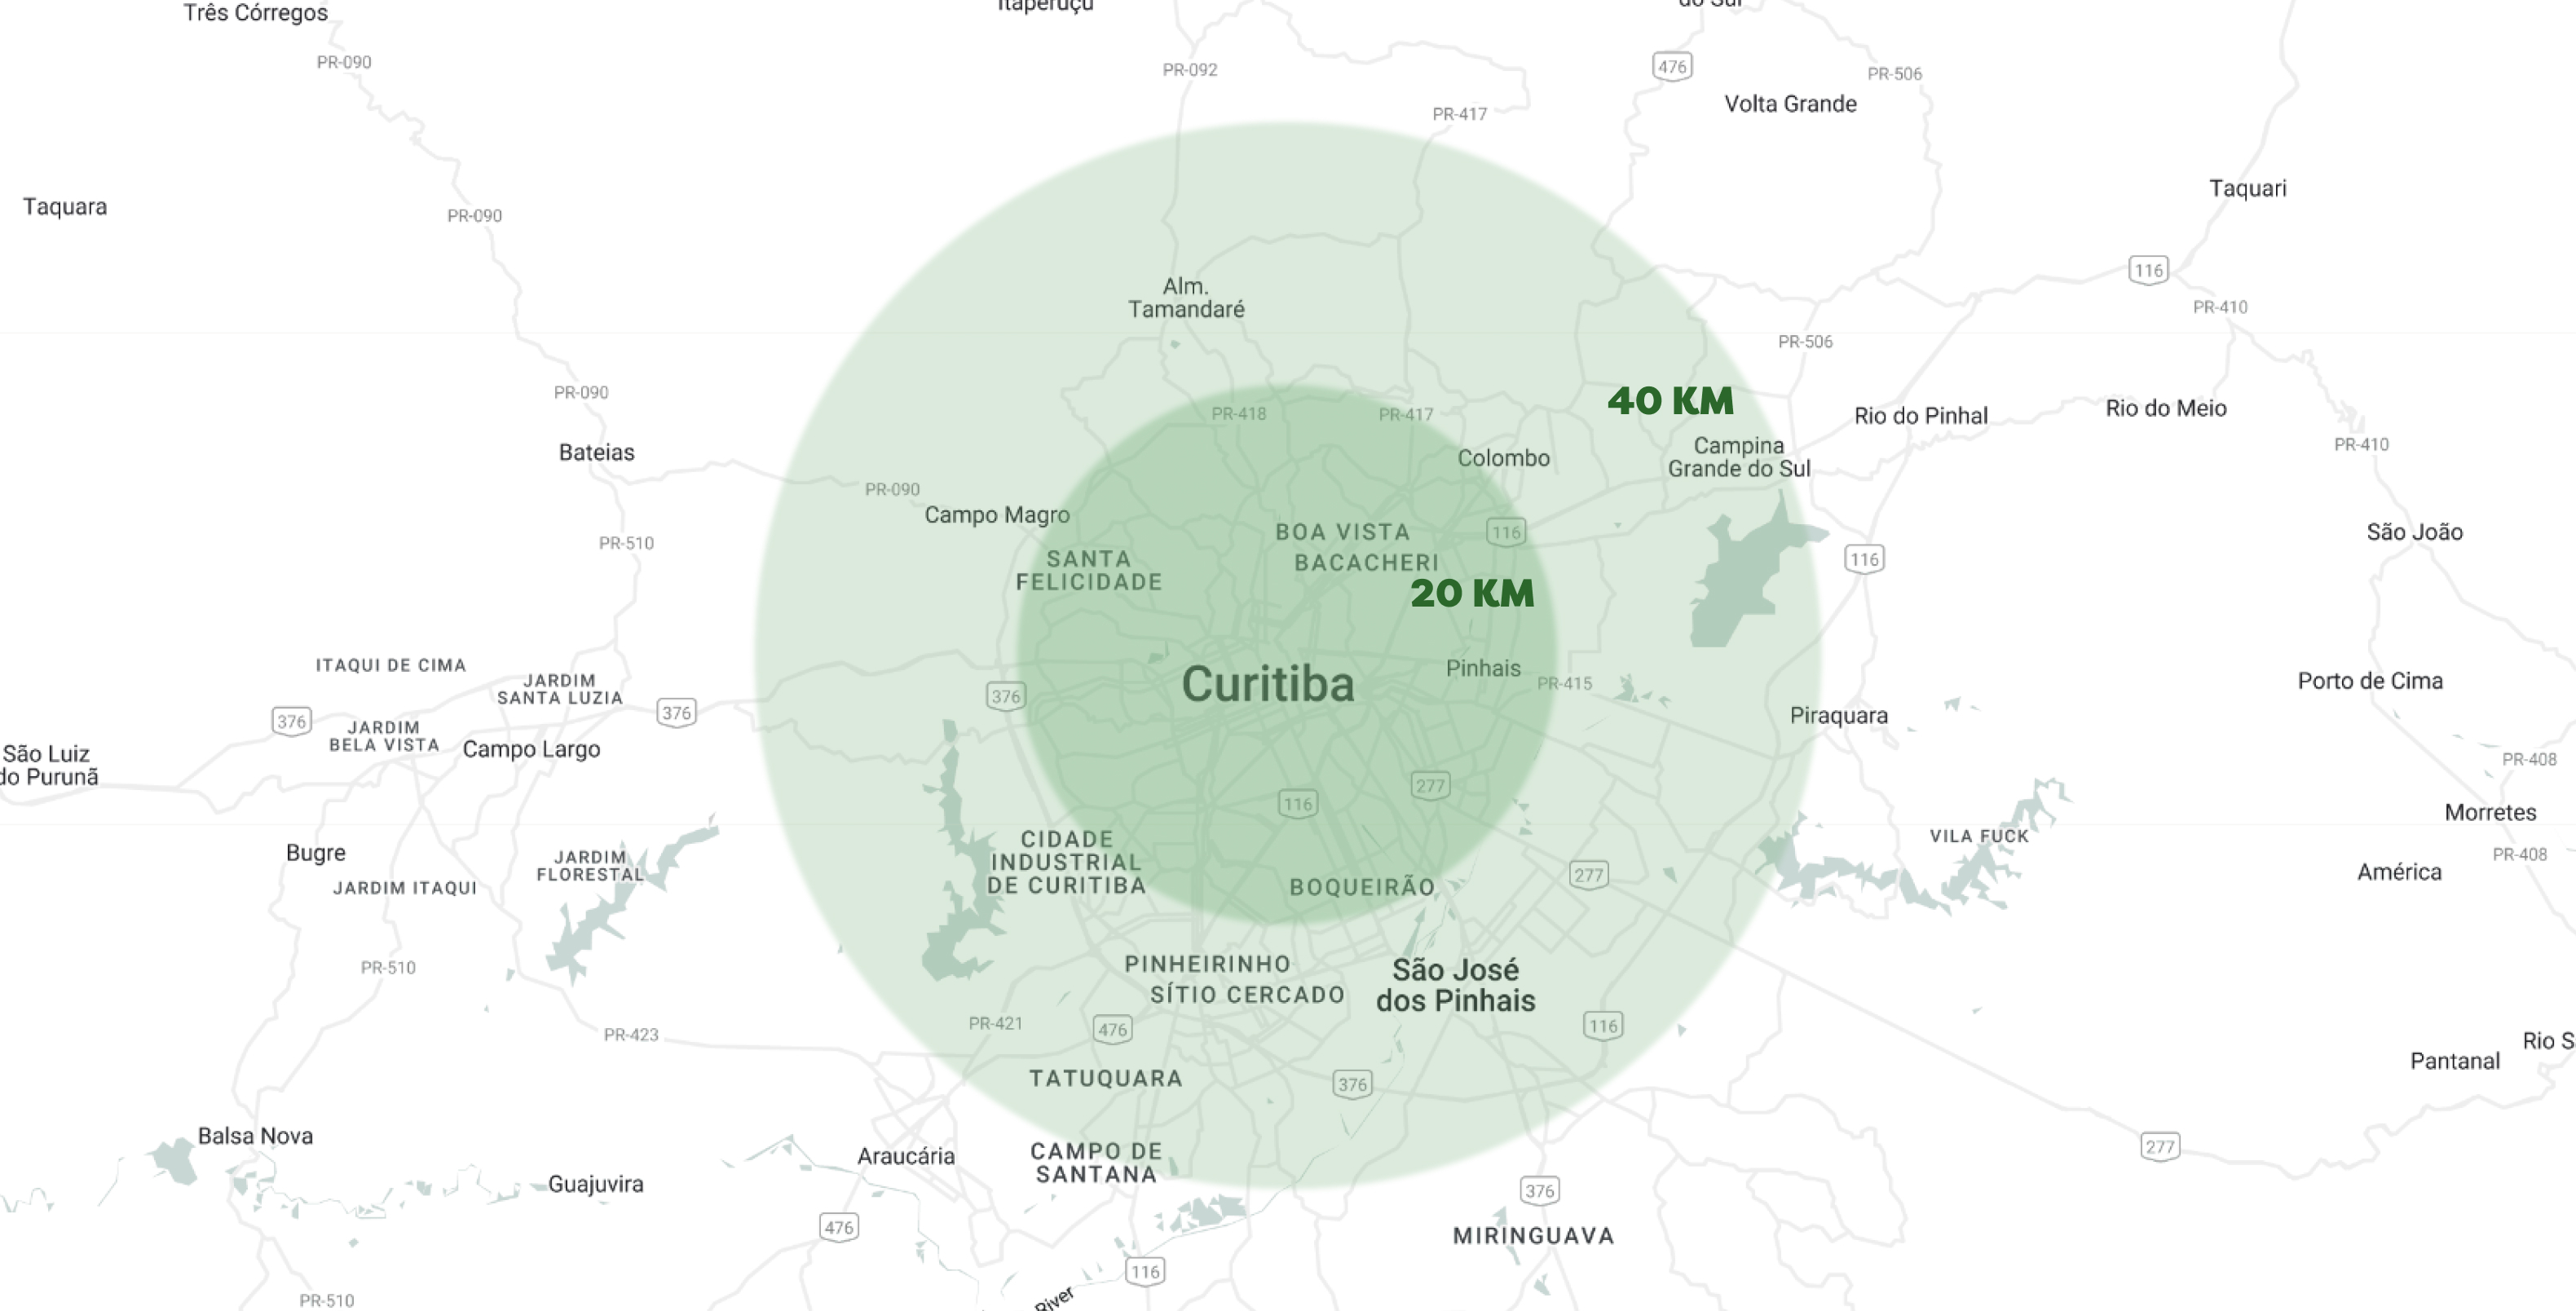 Três Córregos
Itaperuçu
do Sul
PR-090
PR-092
476
PR-506
Volta Grande
PR-417
Taquari
Taquara
PR-090
116
Alm.
Tamandaré
PR-410
PR-506
PR-090
40 KM
Rio do Meio
PR-418
PR-417
Rio do Pinhal
Campina
Grande do Sul
PR-410
Bateias
Colombo
PR-090
Campo Magro
BOA VISTA
116
São João
PR-510
SANTA
FELICIDADE
BACACHERI
116
20 KM
ITAQUI DE CIMA
Pinhais
JARDIM
SANTA LUZIA
Curitiba
PR-415
Porto de Cima
376
376
376
Piraquara
JARDIM
BELA VISTA
Campo Largo
São Luiz
do Purunã
PR-408
277
116
Morretes
CIDADE
INDUSTRIAL
DE CURITIBA
VILA FUCK
Bugre
JARDIM
FLORESTAL
PR-408
277
América
JARDIM ITAQUI
BOQUEIRÃO
PR-510
PINHEIRINHO
São José
dos Pinhais
SÍTIO CERCADO
PR-421
476
116
PR-423
Rio S
Pantanal
TATUQUARA
376
Balsa Nova
277
CAMPO DE
SANTANA
Araucária
Guajuvira
376
476
MIRINGUAVA
116
PR-510
River